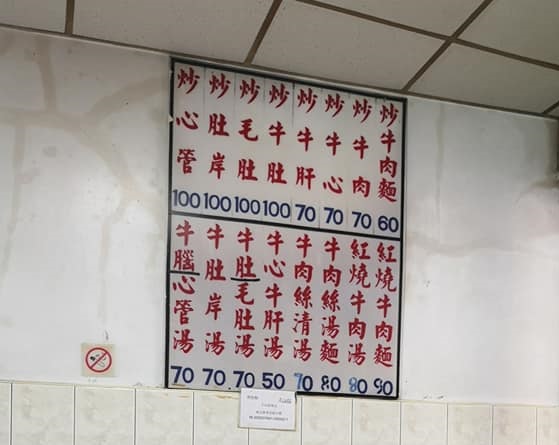 炒牛肉麵 60
炒牛肉 70
炒牛心 70
炒牛肝 70
炒牛肚 100
炒毛肚 100
炒肚岸 100
炒心管 100
紅燒牛肉麵 90
紅燒牛肉湯 80
牛肉絲湯麵 80
牛肉絲清湯 70
牛心牛肝湯 50
牛肚毛肚湯 70
牛肚岸湯 70
牛腦心管湯 70